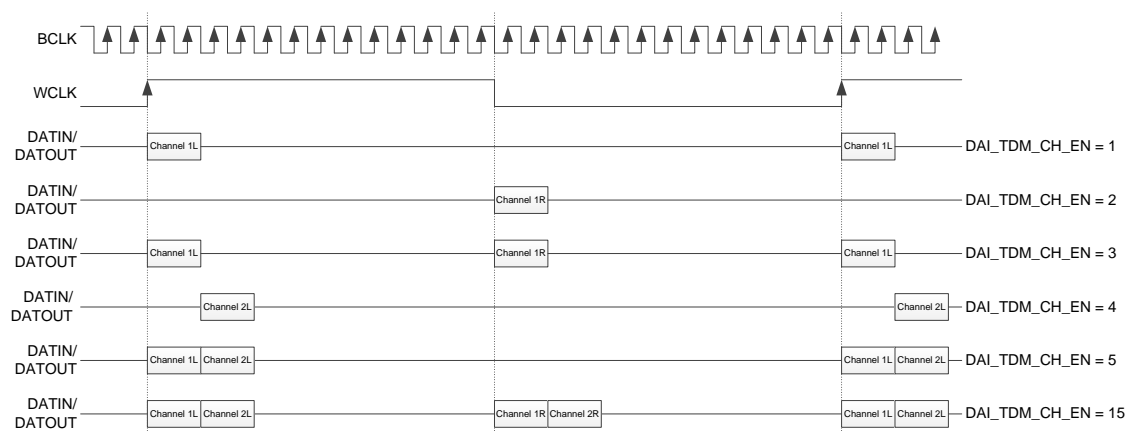 BCLK
WCLK
DATIN/
DATOUT
Channel 1L
Channel 1L
DAI_TDM_CH_EN = 1
DATIN/
DATOUT
Channel 1R
DAI_TDM_CH_EN = 2
DATIN/
DATOUT
Channel 1L
Channel 1R
Channel 1L
DAI_TDM_CH_EN = 3
DATIN/
DATOUT
Channel 2L
Channel 2L
DAI_TDM_CH_EN = 4
DATIN/
DATOUT
Channel 1L
Channel 2L
Channel 1L
Channel 2L
DAI_TDM_CH_EN = 5
DATIN/
DATOUT
Channel 1L
Channel 2L
Channel 1R
Channel 2R
Channel 1L
Channel 2L
DAI_TDM_CH_EN = 15